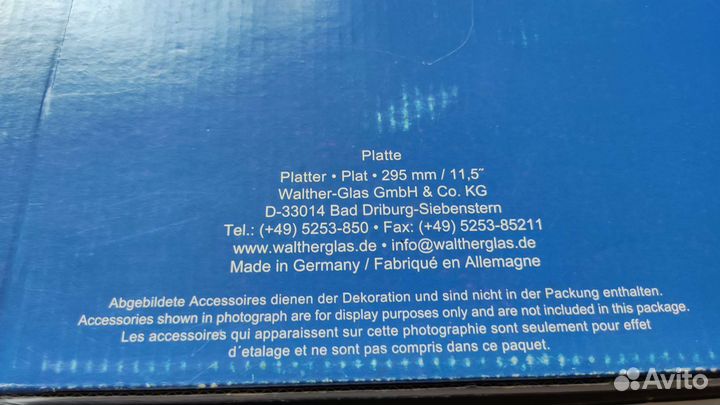 Platte
Platter • Plat • 295 mm / 11,5˝
Walther-Glas GmbH & Co. KG
D-33014 Bad Driburg-Siebenstern
Tel.: (+49) 5253-850 • Fax: (+49) 5253-85211
www.waltherglas.de • info@waltherglas.de
Made in Germany / Fabriqué en Allemagne
Abgebildete Accessoires dienen der Dekoration und sind nicht in der Packung enthalten.
Accessories shown in photograph are for display purposes only and are not included in this package.
Les accessoires qui apparaissent sur cette photographie sont seulement pour effet
d´etalage et ne sont pas compris dans ce paquet.
Avito